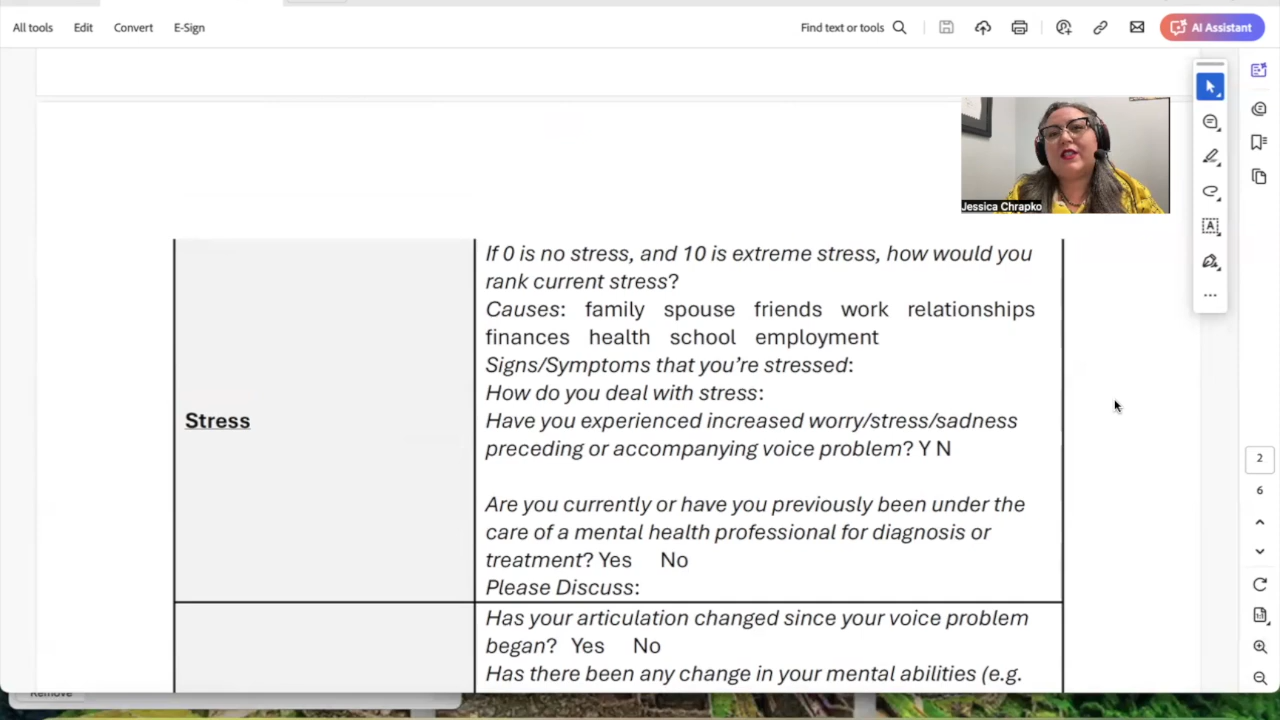 All tools Edit Convert E-Sign Find text or tools AI Assistant
Jessica Chrapko
If 0 is no stress, and 10 is extreme stress, how would you
rank current stress?
Causes: family spouse friends work relationships
finances health school employment
Signs/Symptoms that you’re stressed:
How do you deal with stress:
Stress
Have you experienced increased worry/stress/sadness
preceding or accompanying voice problem? Y N
Are you currently or have you previously been under the
care of a mental health professional for diagnosis or
treatment? Yes No
Please Discuss:
Has your articulation changed since your voice problem
began? Yes No
Has there been any change in your mental abilities (e.g.
2
6
Remove